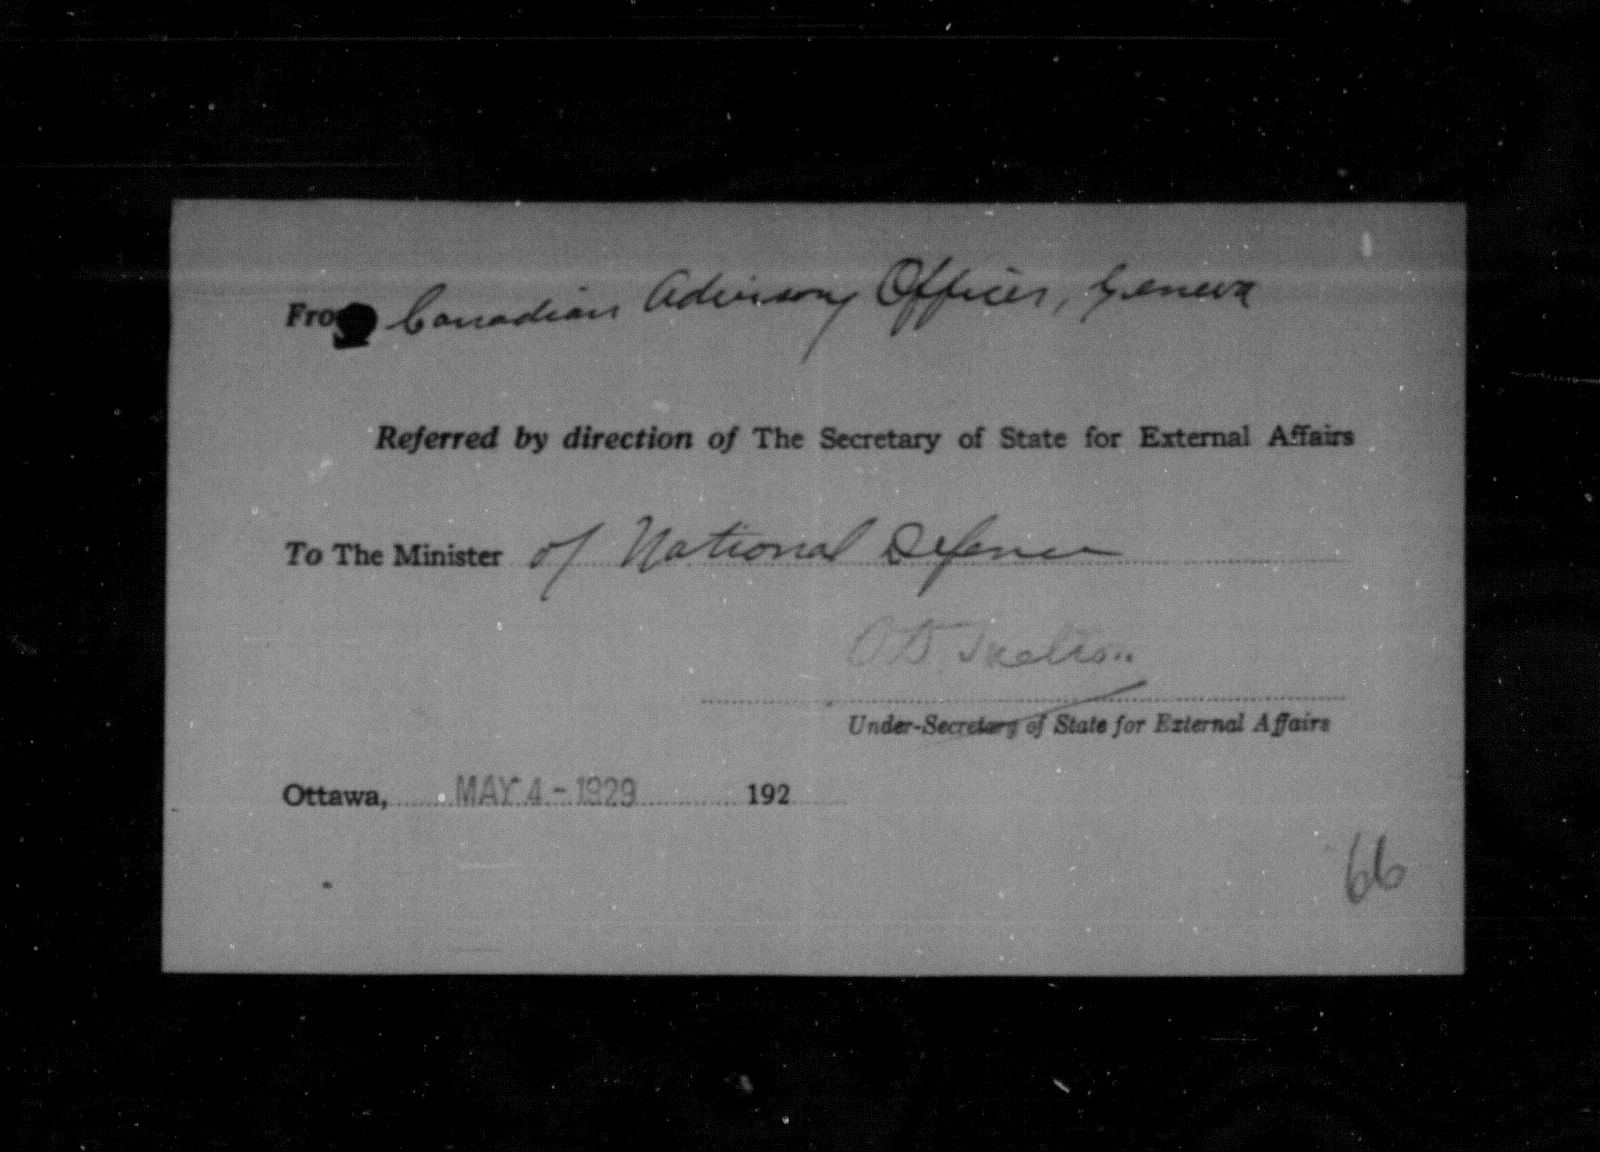 From Canadian Advisory Officer, Geneva
Referred by direction of The Secretary of State for External Affairs
To The Minister of National Defence
Under-Secretary of State for External Affairs
Ottawa, MAY 4 - 1929 192
66